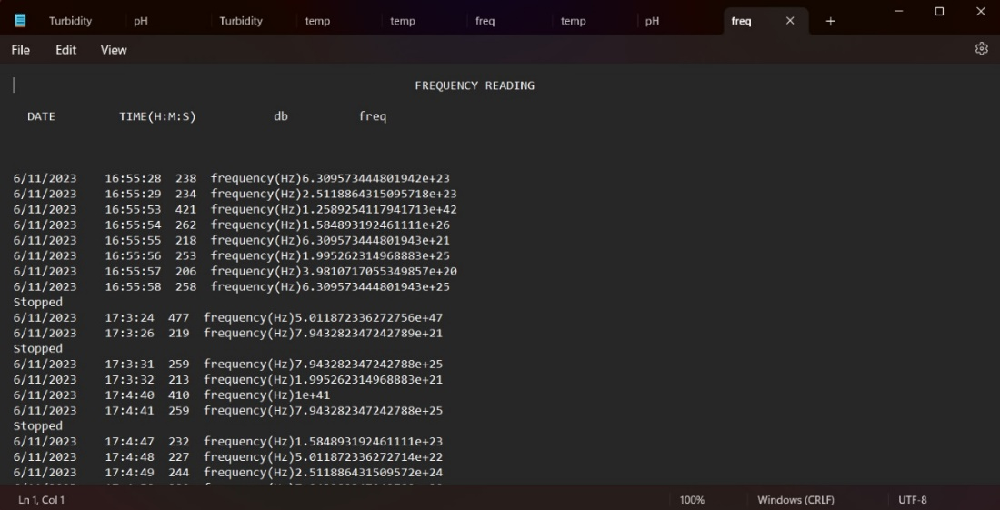 Turbidity pH Turbidity temp temp freq temp pH freq
File Edit View
FREQUENCY READING
DATE TIME(H:M:S) db freq
6/11/2023 16:55:28 238 frequency(Hz)6.309573444801942e+23
6/11/2023 16:55:29 234 frequency(Hz)2.5118864315095718e+23
6/11/2023 16:55:53 421 frequency(Hz)1.2589254117941713e+42
6/11/2023 16:55:54 262 frequency(Hz)1.584893192461111e+26
6/11/2023 16:55:55 218 frequency(Hz)6.309573444801943e+21
6/11/2023 16:55:56 253 frequency(Hz)1.995262314968883e+25
6/11/2023 16:55:57 206 frequency(Hz)3.9810717055349857e+20
6/11/2023 16:55:58 258 frequency(Hz)6.309573444801943e+25
Stopped
6/11/2023 17:3:24 477 frequency(Hz)5.011872336272756e+47
6/11/2023 17:3:26 219 frequency(Hz)7.943282347242789e+21
Stopped
6/11/2023 17:3:31 259 frequency(Hz)7.943282347242788e+25
6/11/2023 17:3:32 213 frequency(Hz)1.995262314968883e+21
6/11/2023 17:4:40 410 frequency(Hz)1e+41
6/11/2023 17:4:41 259 frequency(Hz)7.943282347242788e+25
Stopped
6/11/2023 17:4:47 232 frequency(Hz)1.584893192461111e+23
6/11/2023 17:4:48 227 frequency(Hz)5.011872336272714e+22
6/11/2023 17:4:49 244 frequency(Hz)2.511886431509572e+24
Ln 1, Col 1 100% Windows (CRLF) UTF-8